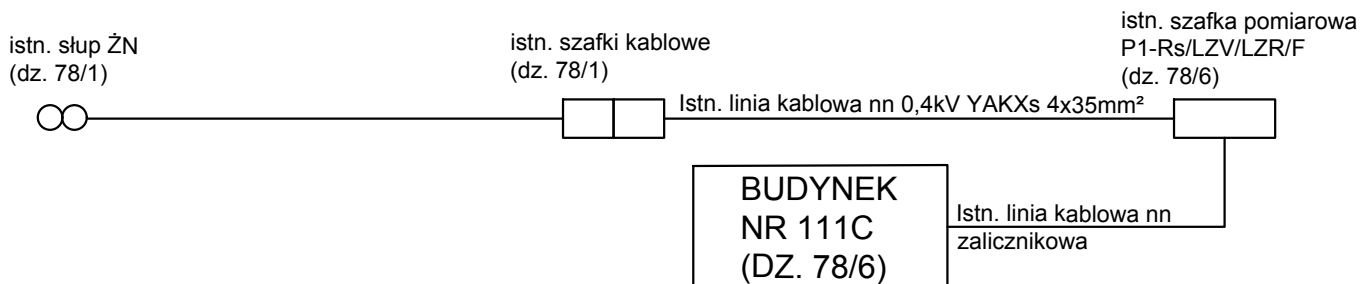 istn. słup ŻN
(dz. 78/1)
istn. szafki kablowe
(dz. 78/1)
istn. szafka pomiarowa
P1-Rs/LZV/LZR/F
(dz. 78/6)
Istn. linia kablowa nn 0,4kV YAKXs 4x35mm²
BUDYNEK
NR 111C
(DZ. 78/6)
Istn. linia kablowa nn
zalicznikowa